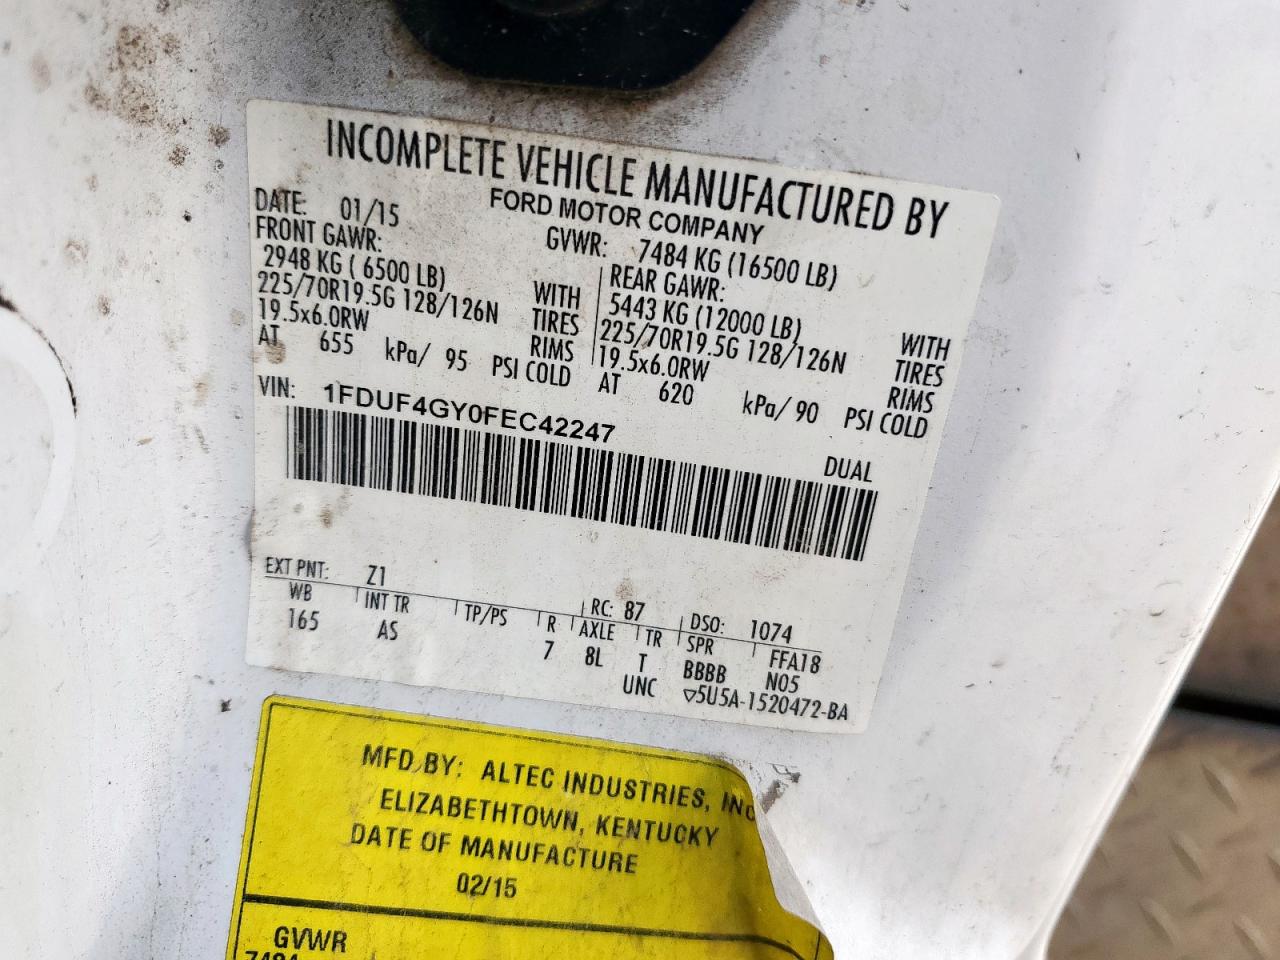 INCOMPLETE VEHICLE MANUFACTURED BY
FORD MOTOR COMPANY
DATE: 01/15 GVWR: 7484 KG (16500 LB)
FRONT GAWR: REAR GAWR:
2948 KG ( 6500 LB) WITH 5443 KG (12000 LB) WITH
225/70R19.5G 128/126N TIRES 225/70R19.5G 128/126N TIRES
19.5x6.0RW RIMS 19.5x6.0RW RIMS
AT 655 kPa/ 95 PSI COLD AT 620 kPa/ 90 PSI COLD
VIN: 1FDUF4GY0FEC42247
DUAL
EXT PNT: Z1 RC: 87 DSO: 1074
WB INT TR TP/PS R AXLE TR SPR FFA18
165 AS 7 8L T BBBB N05
UNC ▽5U5A-1520472-BA
MFD BY: ALTEC INDUSTRIES, INC
ELIZABETHTOWN, KENTUCKY
DATE OF MANUFACTURE
02/15
GVWR
7484